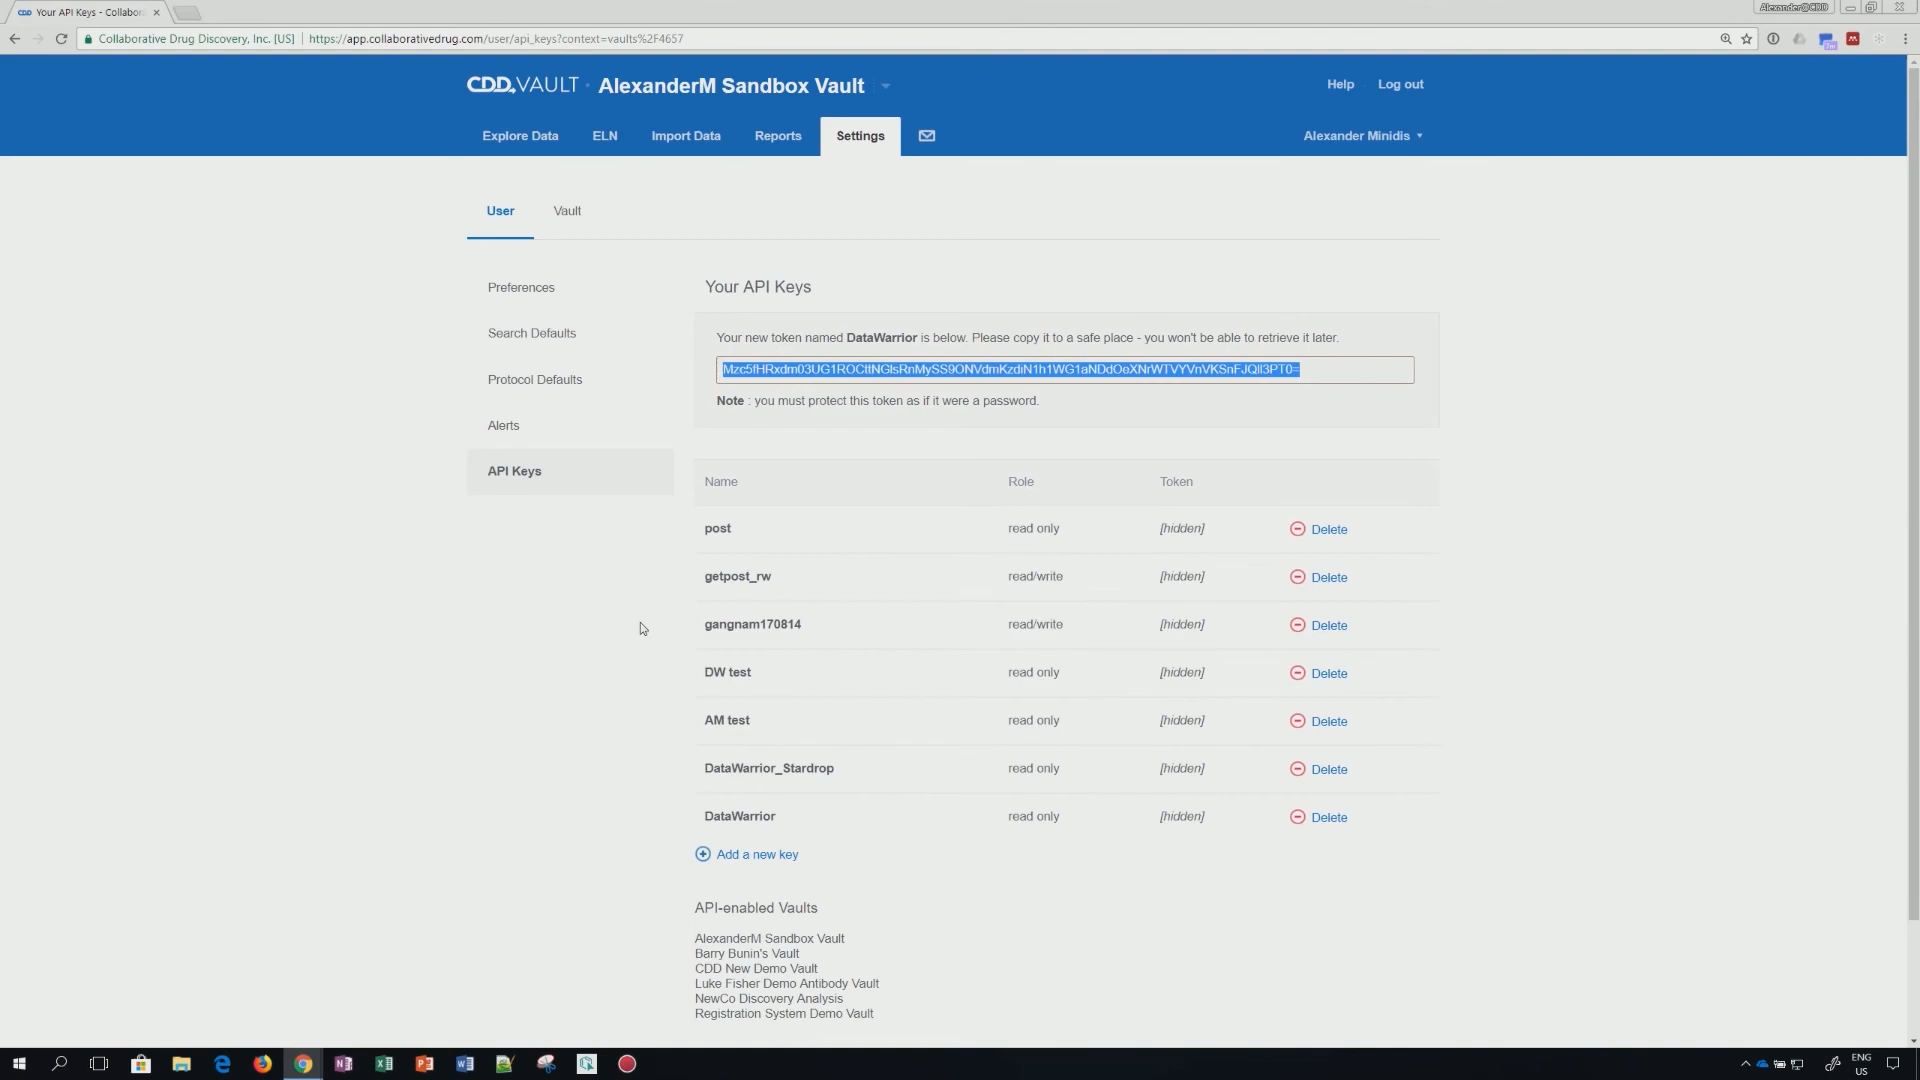 CDD Your API Keys - Collabor
Alexander@CDD
Collaborative Drug Discovery, Inc. [US]
https://app.collaborativedrug.com/user/api_keys?context=vaults%2F4657
CDD. VAULT
AlexanderM Sandbox Vault
Help
Log out
Explore Data
ELN
Import Data
Reports
Settings
Alexander Minidis
User
Vault
Preferences
Search Defaults
Protocol Defaults
Alerts
API Keys
Your API Keys
Your new token named DataWarrior is below. Please copy it to a safe place - you won't be able to retrieve it later.
Note : you must protect this token as if it were a password.
Name Role Token
post read only [hidden] Delete
getpost_rw read/write [hidden] Delete
gangnam170814 read/write [hidden] Delete
DW test read only [hidden] Delete
AM test read only [hidden] Delete
DataWarrior_Stardrop read only [hidden] Delete
DataWarrior read only [hidden] Delete
Add a new key
API-enabled Vaults
AlexanderM Sandbox Vault
Barry Bunin's Vault
CDD New Demo Vault
Luke Fisher Demo Antibody Vault
NewCo Discovery Analysis
Registration System Demo Vault
ENG
US